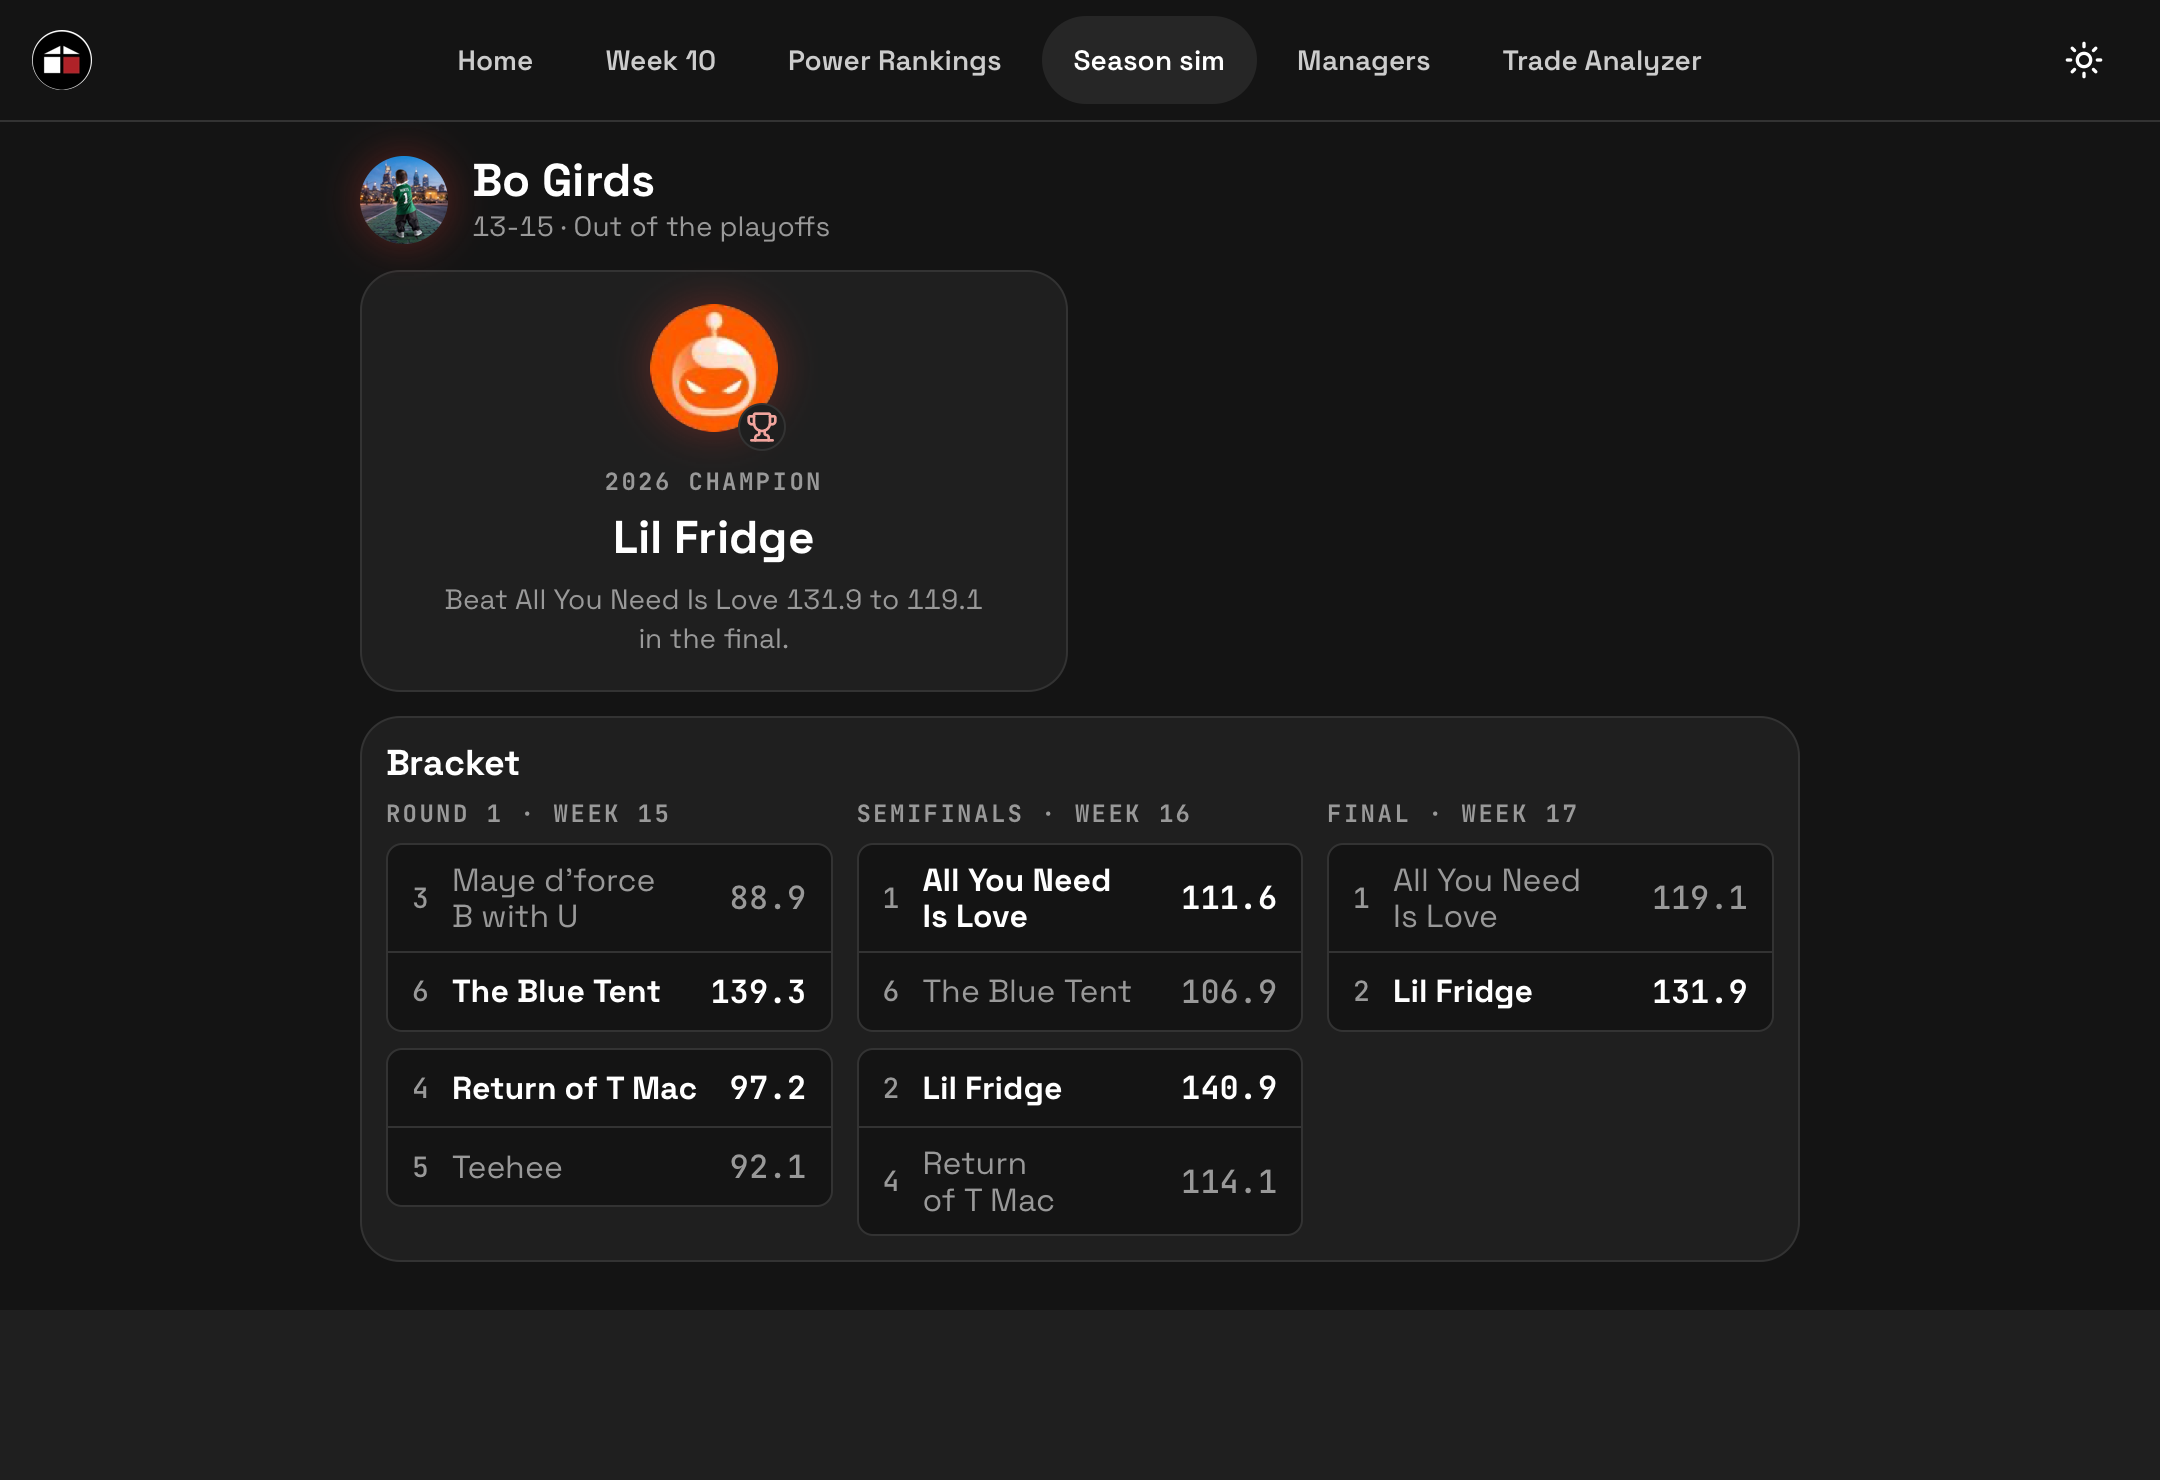 Home
Week 10
Power Rankings
Season sim
Managers
Trade Analyzer
Bo Girds
13-15 · Out of the playoffs
2026 CHAMPION
Lil Fridge
Beat All You Need Is Love 131.9 to 119.1
in the final.
Bracket
ROUND 1 · WEEK 15
3 Maye d’force B with U 88.9
6 The Blue Tent 139.3
4 Return of T Mac 97.2
5 Teehee 92.1
SEMIFINALS · WEEK 16
1 All You Need Is Love 111.6
6 The Blue Tent 106.9
2 Lil Fridge 140.9
4 Return of T Mac 114.1
FINAL · WEEK 17
1 All You Need Is Love 119.1
2 Lil Fridge 131.9